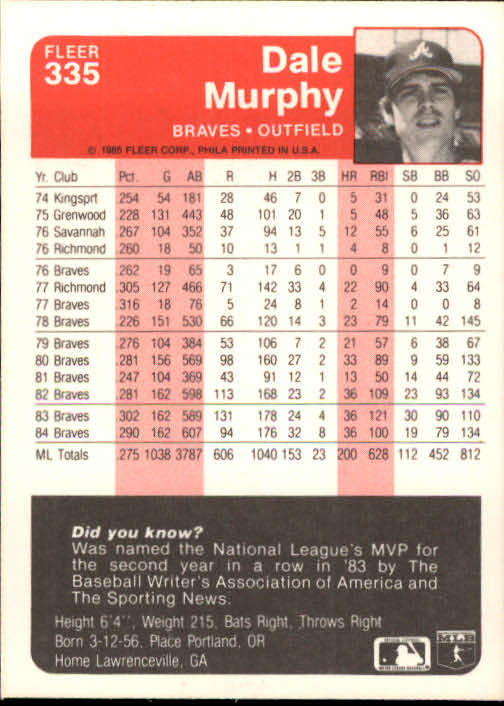 FLEER
335
Dale
Murphy
BRAVES • OUTFIELD
© 1985 FLEER CORP., PHILA PRINTED IN U.S.A.
Yr. Club Pct. G AB R H 2B 3B HR RBI SB BB SO
74 Kingsprt 254 54 181 28 46 7 0 5 31 0 24 53
75 Grenwood 228 131 443 48 101 20 1 5 48 5 36 63
76 Savannah 267 104 352 37 94 13 5 12 55 6 25 61
76 Richmond 260 18 50 10 13 1 1 4 8 0 1 12
76 Braves .262 19 65 3 17 6 0 0 9 0 7 9
77 Richmond .305 127 466 71 142 33 4 22 90 4 33 64
77 Braves .316 18 76 5 24 8 1 2 14 0 0 8
78 Braves .226 151 530 66 120 14 3 23 79 11 42 145
79 Braves .276 104 384 53 106 7 2 21 57 6 38 67
80 Braves .281 156 569 98 160 27 2 33 89 9 59 133
81 Braves .247 104 369 43 91 12 1 13 50 14 44 72
82 Braves .281 162 598 113 168 23 2 36 109 23 93 134
83 Braves .302 162 589 131 178 24 4 36 121 30 90 110
84 Braves .290 162 607 94 176 32 8 36 100 19 79 134
ML Totals .275 1038 3787 606 1040 153 23 200 628 112 452 812
Did you know?
Was named the National League's MVP for
the second year in a row in '83 by The
Baseball Writer's Association of America and
The Sporting News.
Height 6'4'', Weight 215, Bats Right, Throws Right
Born 3-12-56, Place Portland, OR
Home Lawrenceville, GA